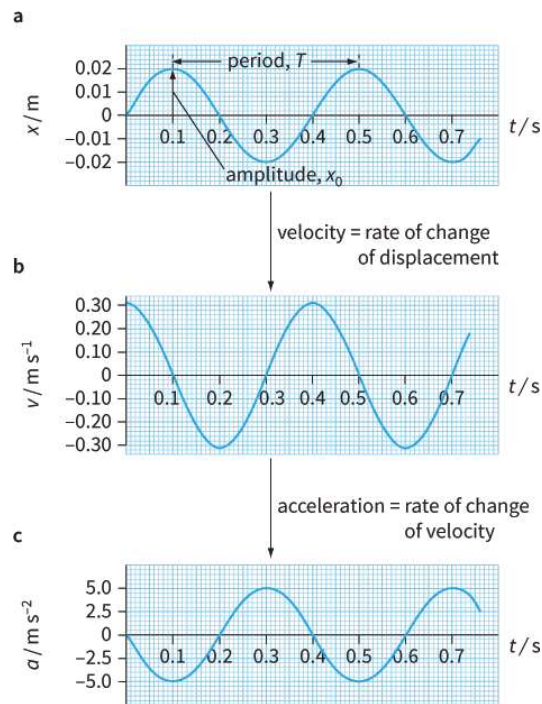 a
period, T
0.02
0.01
0
−0.01
−0.02
x / m
0.1 0.2 0.3 0.4 0.5 0.6 0.7
t / s
amplitude, x₀
velocity = rate of change
of displacement
b
0.30
0.20
0.10
0
−0.10
−0.20
−0.30
v / m s⁻¹
0.1 0.2 0.3 0.4 0.5 0.6 0.7
t / s
acceleration = rate of change
of velocity
c
5.0
2.5
0
−2.5
−5.0
a / m s⁻²
0.1 0.2 0.3 0.4 0.5 0.6 0.7
t / s